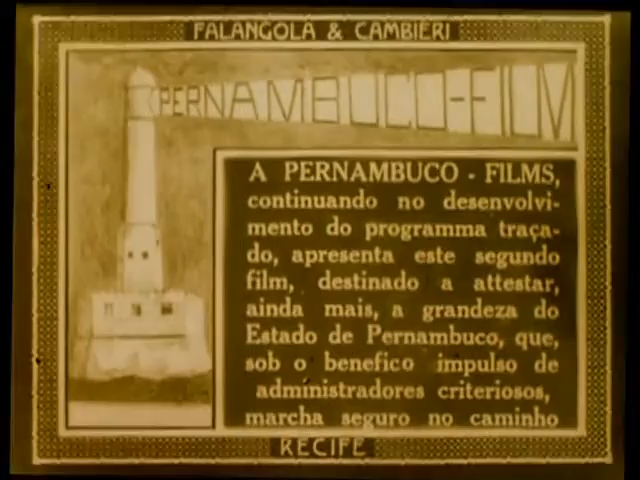 FALANGOLA & CAMBIERI
PERNAMBUCO-FILM
A PERNAMBUCO - FILMS,
continuando no desenvolvi-
mento do programma traça-
do, apresenta este segundo
film, destinado a attestar,
ainda mais, a grandeza do
Estado de Pernambuco, que,
sob o benefico impulso de
administradores criteriosos,
marcha seguro no caminho
RECIFE